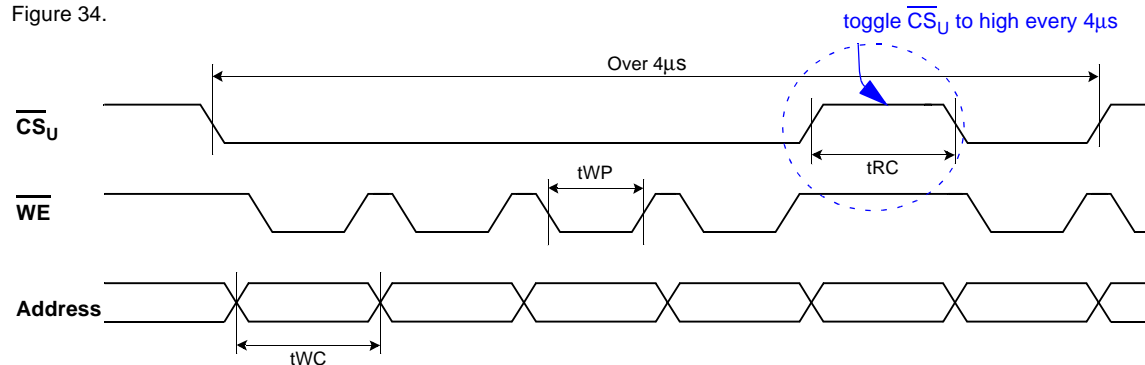 Figure 34.
toggle CS̅U to high every 4µs
Over 4µs
CS̅U
tRC
tWP
WE̅
Address
tWC